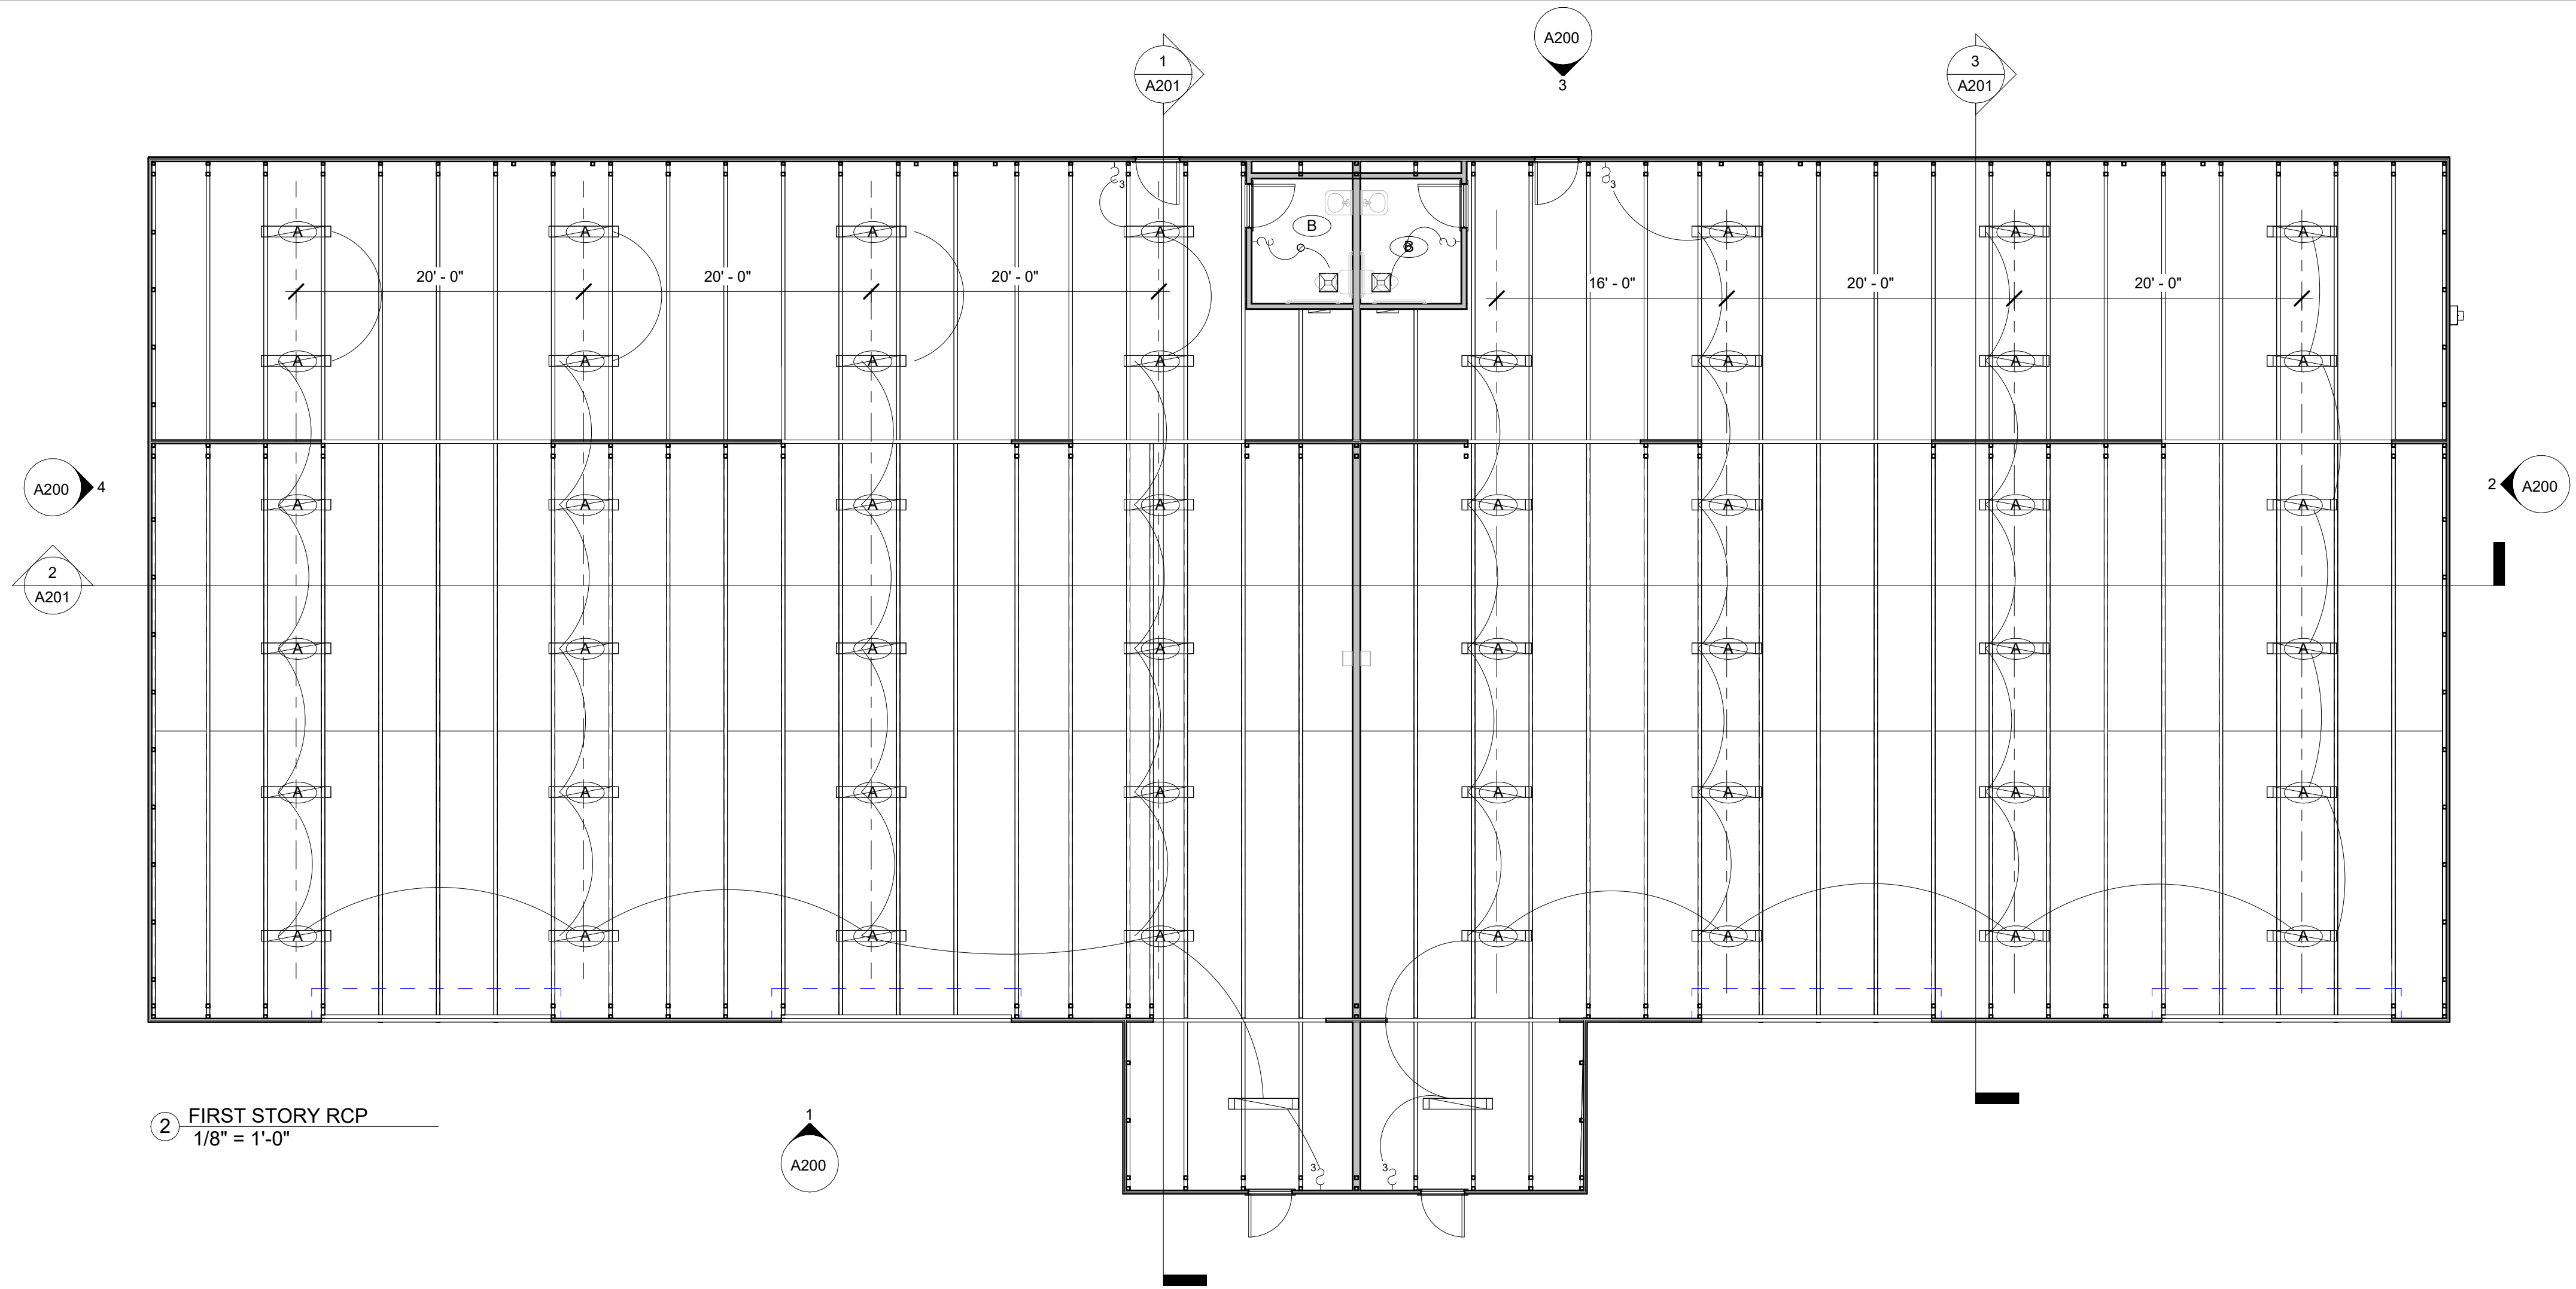 A200
1
3
A201
3
A201
3
3
A A A A A A A
B
B
20' - 0" 20' - 0" 20' - 0" 16' - 0" 20' - 0" 20' - 0"
A A A A A A A A
A200 4
2 A200
A A A A A A A A
2
A201
A A A A A A A A
A A A A A A A A
A A A A A A A A
2 FIRST STORY RCP
1/8" = 1'-0"
1
A200
3 3